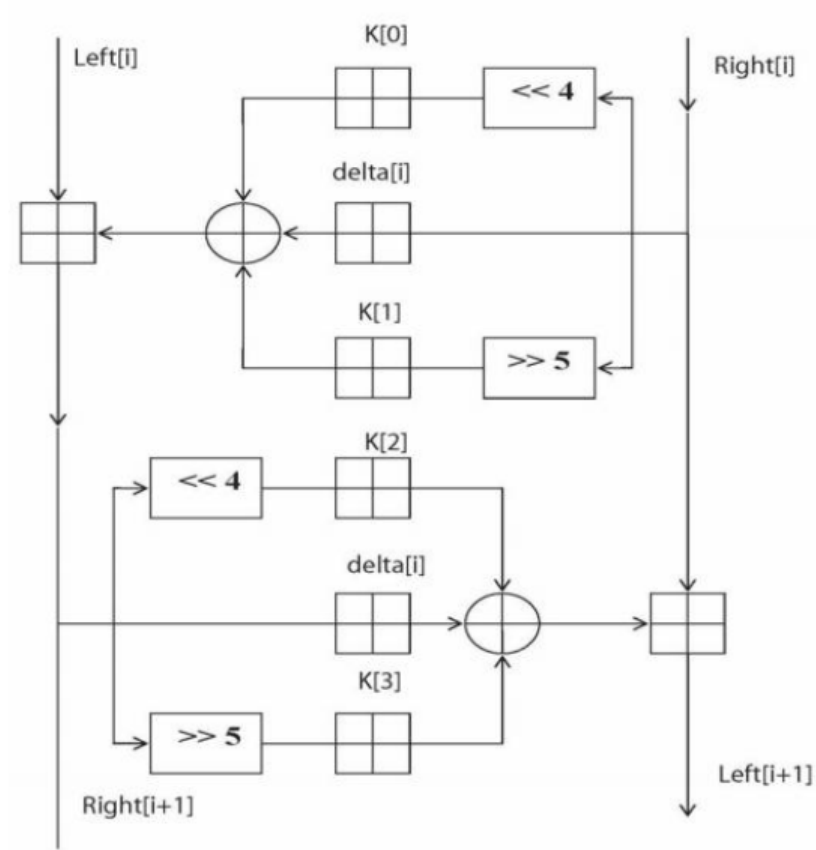 K[0]
Left[i]
Right[i]
<< 4
delta[i]
K[1]
>> 5
K[2]
<< 4
delta[i]
K[3]
>> 5
Left[i+1]
Right[i+1]